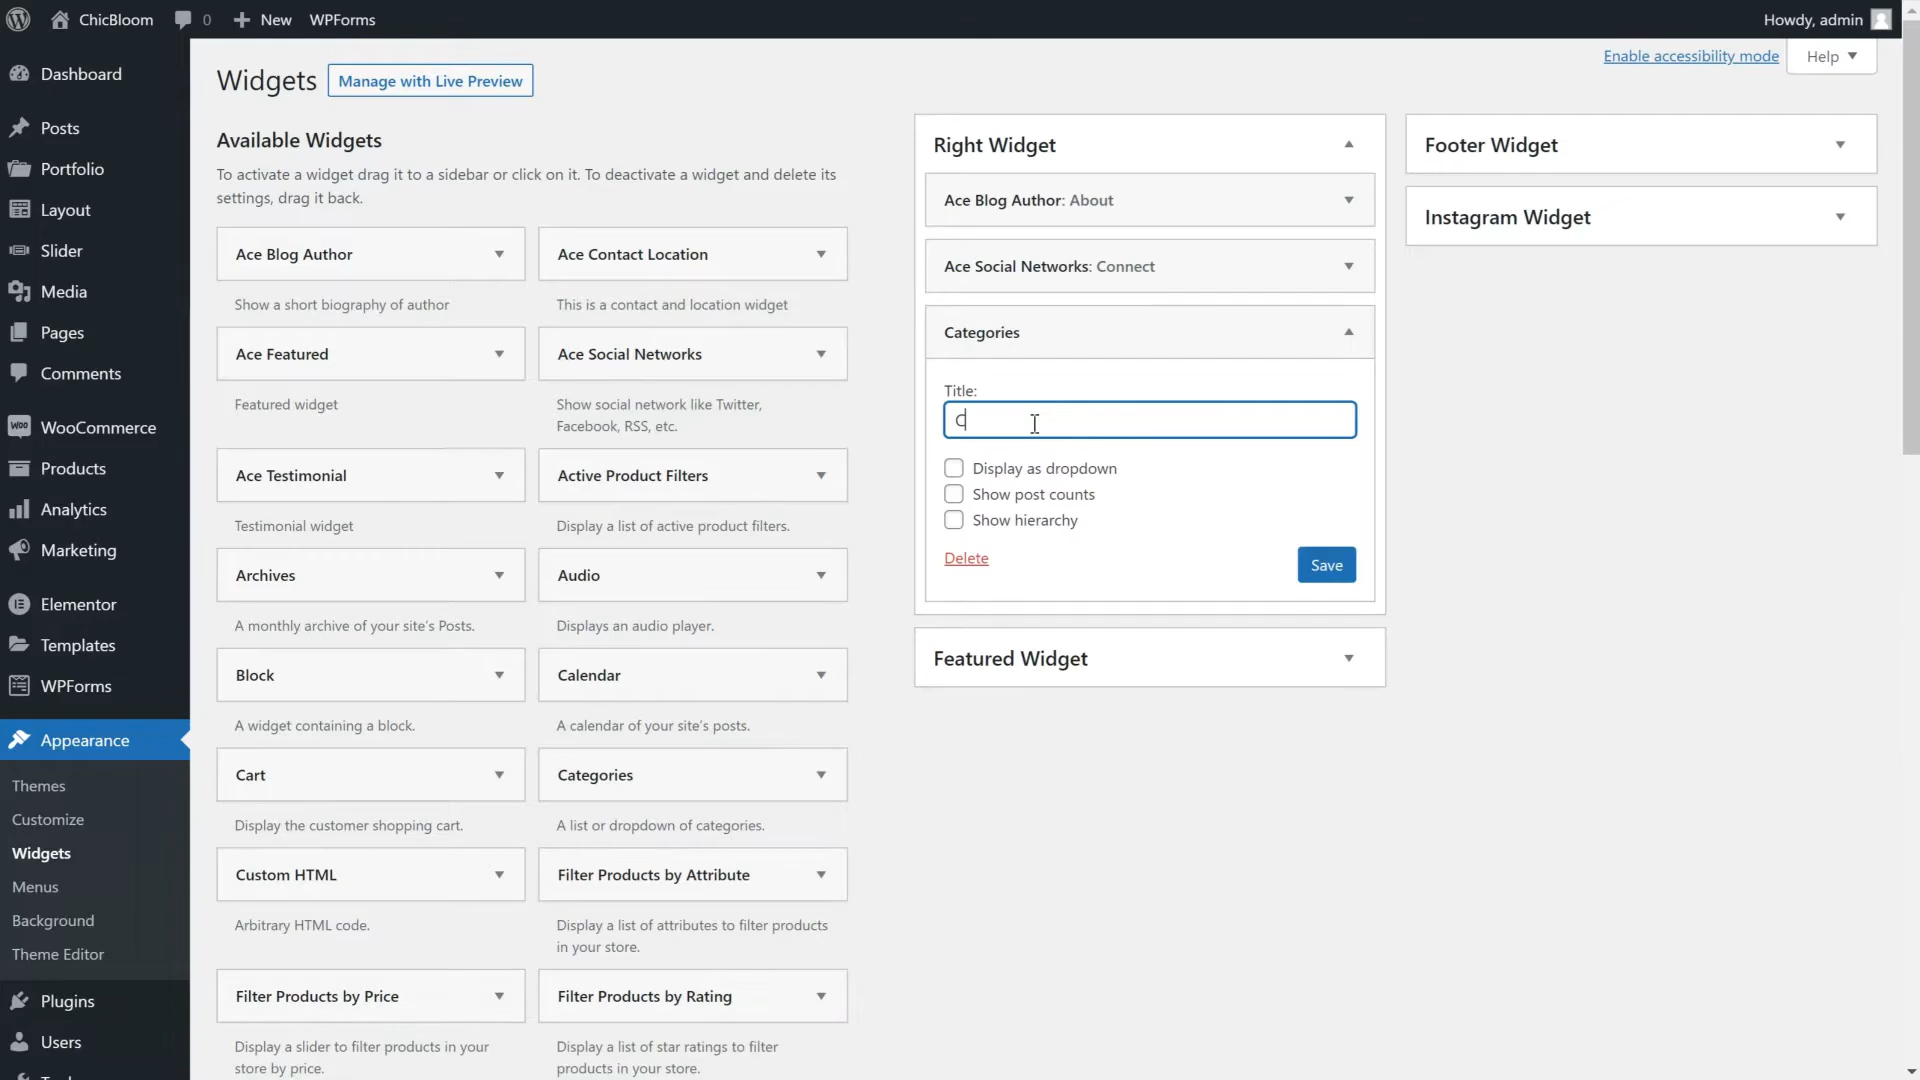 ChicBloom
0
New
WPForms
Howdy, admin
Dashboard
Posts
Portfolio
Layout
Slider
Media
Pages
Comments
WOO
WooCommerce
Products
Analytics
Marketing
Elementor
Templates
WPForms
Appearance
Themes
Customize
Widgets
Menus
Background
Theme Editor
Plugins
Users
Enable accessibility mode
Help
Widgets
Manage with Live Preview
Available Widgets
To activate a widget drag it to a sidebar or click on it. To deactivate a widget and delete its
settings, drag it back.
Ace Blog Author
Show a short biography of author
Ace Contact Location
This is a contact and location widget
Ace Featured
Featured widget
Ace Social Networks
Show social network like Twitter,
Facebook, RSS, etc.
Ace Testimonial
Testimonial widget
Active Product Filters
Display a list of active product filters.
Archives
A monthly archive of your site's Posts.
Audio
Displays an audio player.
Block
A widget containing a block.
Calendar
A calendar of your site's posts.
Cart
Display the customer shopping cart.
Categories
A list or dropdown of categories.
Custom HTML
Arbitrary HTML code.
Filter Products by Attribute
Display a list of attributes to filter products
in your store.
Filter Products by Price
Display a slider to filter products in your
store by price.
Filter Products by Rating
Display a list of star ratings to filter
products in your store.
Right Widget
Ace Blog Author: About
Ace Social Networks: Connect
Categories
Title:
C
Display as dropdown
Show post counts
Show hierarchy
Delete
Save
Featured Widget
Footer Widget
Instagram Widget